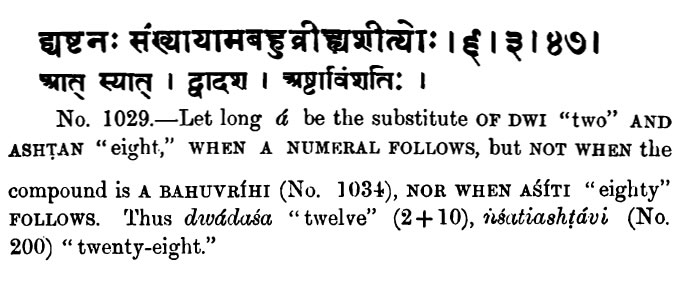 द्व्यष्टनः संख्यायामबहुव्रीह्यशीत्योः । ६ । ३ । ४७ ।
आत् स्यात् । द्वादश । अष्टाविंशतिः ।
No. 1029.—Let long á be the substitute OF DWI “two” AND
ASHṬAN “eight,” WHEN A NUMERAL FOLLOWS, but NOT WHEN the
compound is A BAHUVRÍHI (No. 1034), NOR WHEN AŚÍTI “eighty”
FOLLOWS. Thus dwádaśa “twelve” (2+10), ṅśatiashṭávi (No.
200) “twenty-eight.”